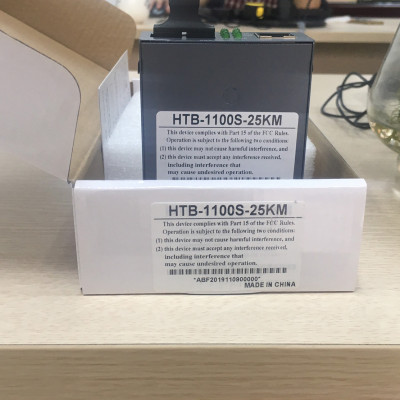 HTB-1100S-25KM
This device complies with Part 15 of the FCC Rules.
Operation is subject to the following two conditions:
(1) this device may not cause harmful interference, and
(2) this device must accept any interference received,
including interference that
may cause undesired operation.
HTB-1100S-25KM
This device complies with Part 15 of the FCC Rules.
Operation is subject to the following two conditions:
(1) this device may not cause harmful interference, and
(2) this device must accept any interference received,
including interference that
may cause undesired operation.
*ABF2019110800000*
MADE IN CHINA